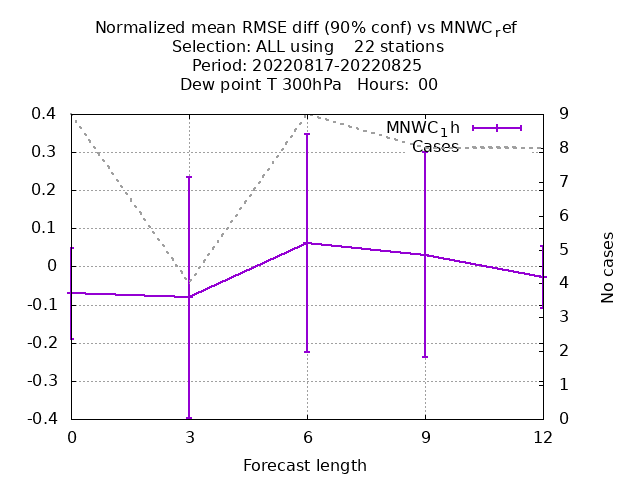 Normalized mean RMSE diff (90% conf) vs MNWC_ref
Selection: ALL using    22 stations
Period: 20220817-20220825
Dew point T 300hPa   Hours:  00
MNWC_1h
Cases
0.4
0.3
0.2
0.1
0
-0.1
-0.2
-0.3
-0.4
9
8
7
6
5
4
3
2
1
0
No cases
0 3 6 9 12
Forecast length